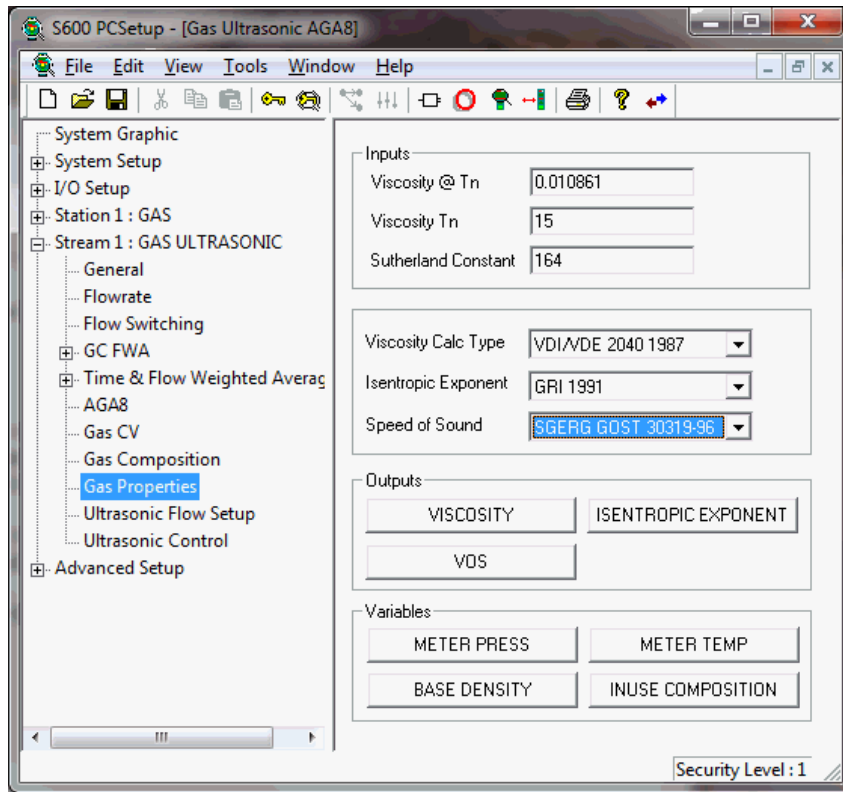 S600 PCSetup - [Gas Ultrasonic AGA8]
File Edit View Tools Window Help
System Graphic
System Setup
I/O Setup
Station 1 : GAS
Stream 1 : GAS ULTRASONIC
General
Flowrate
Flow Switching
GC FWA
Time & Flow Weighted Averag
AGA8
Gas CV
Gas Composition
Gas Properties
Ultrasonic Flow Setup
Ultrasonic Control
Advanced Setup
Inputs
Viscosity @ Tn 0.010861
Viscosity Tn 15
Sutherland Constant 164
Viscosity Calc Type VDI/VDE 2040 1987
Isentropic Exponent GRI 1991
Speed of Sound SGERG GOST 30319-96
Outputs
VISCOSITY ISENTROPIC EXPONENT
VOS
Variables
METER PRESS METER TEMP
BASE DENSITY INUSE COMPOSITION
Security Level : 1